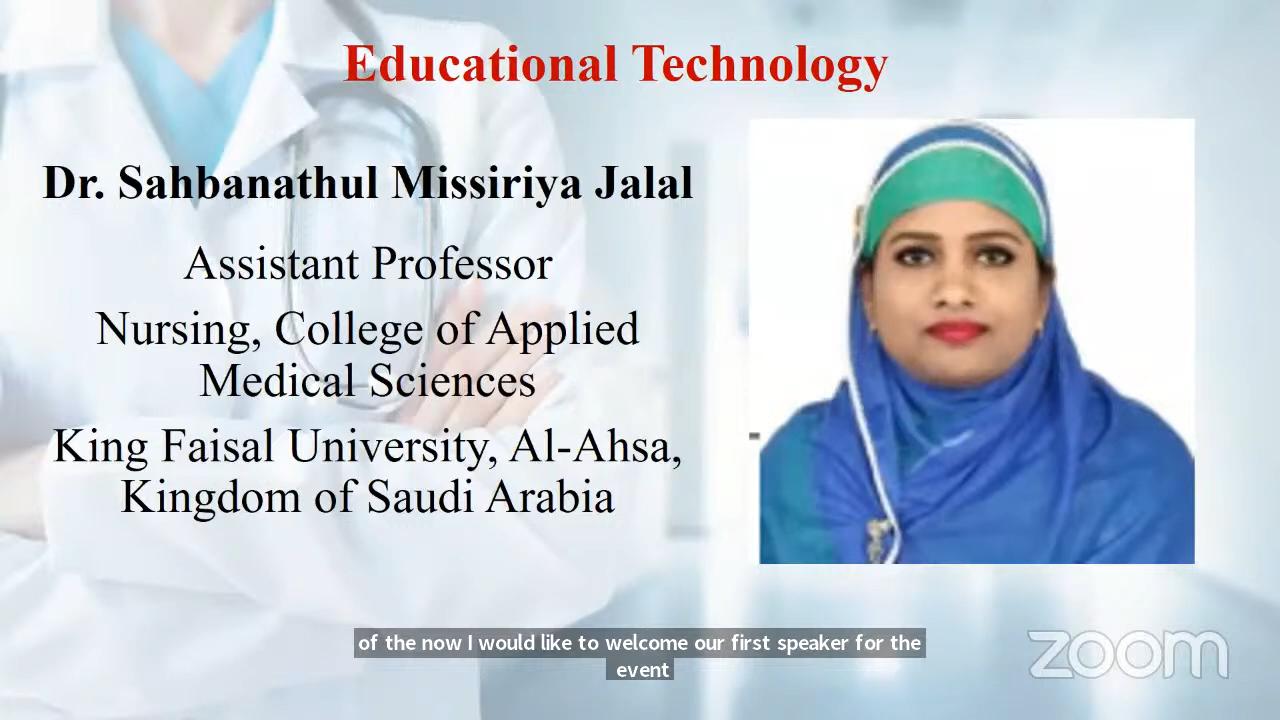 Educational Technology
Dr. Sahbanathul Missiriya Jalal
Assistant Professor
Nursing, College of Applied
Medical Sciences
King Faisal University, Al-Ahsa,
Kingdom of Saudi Arabia
of the now I would like to welcome our first speaker for the
event
zoom